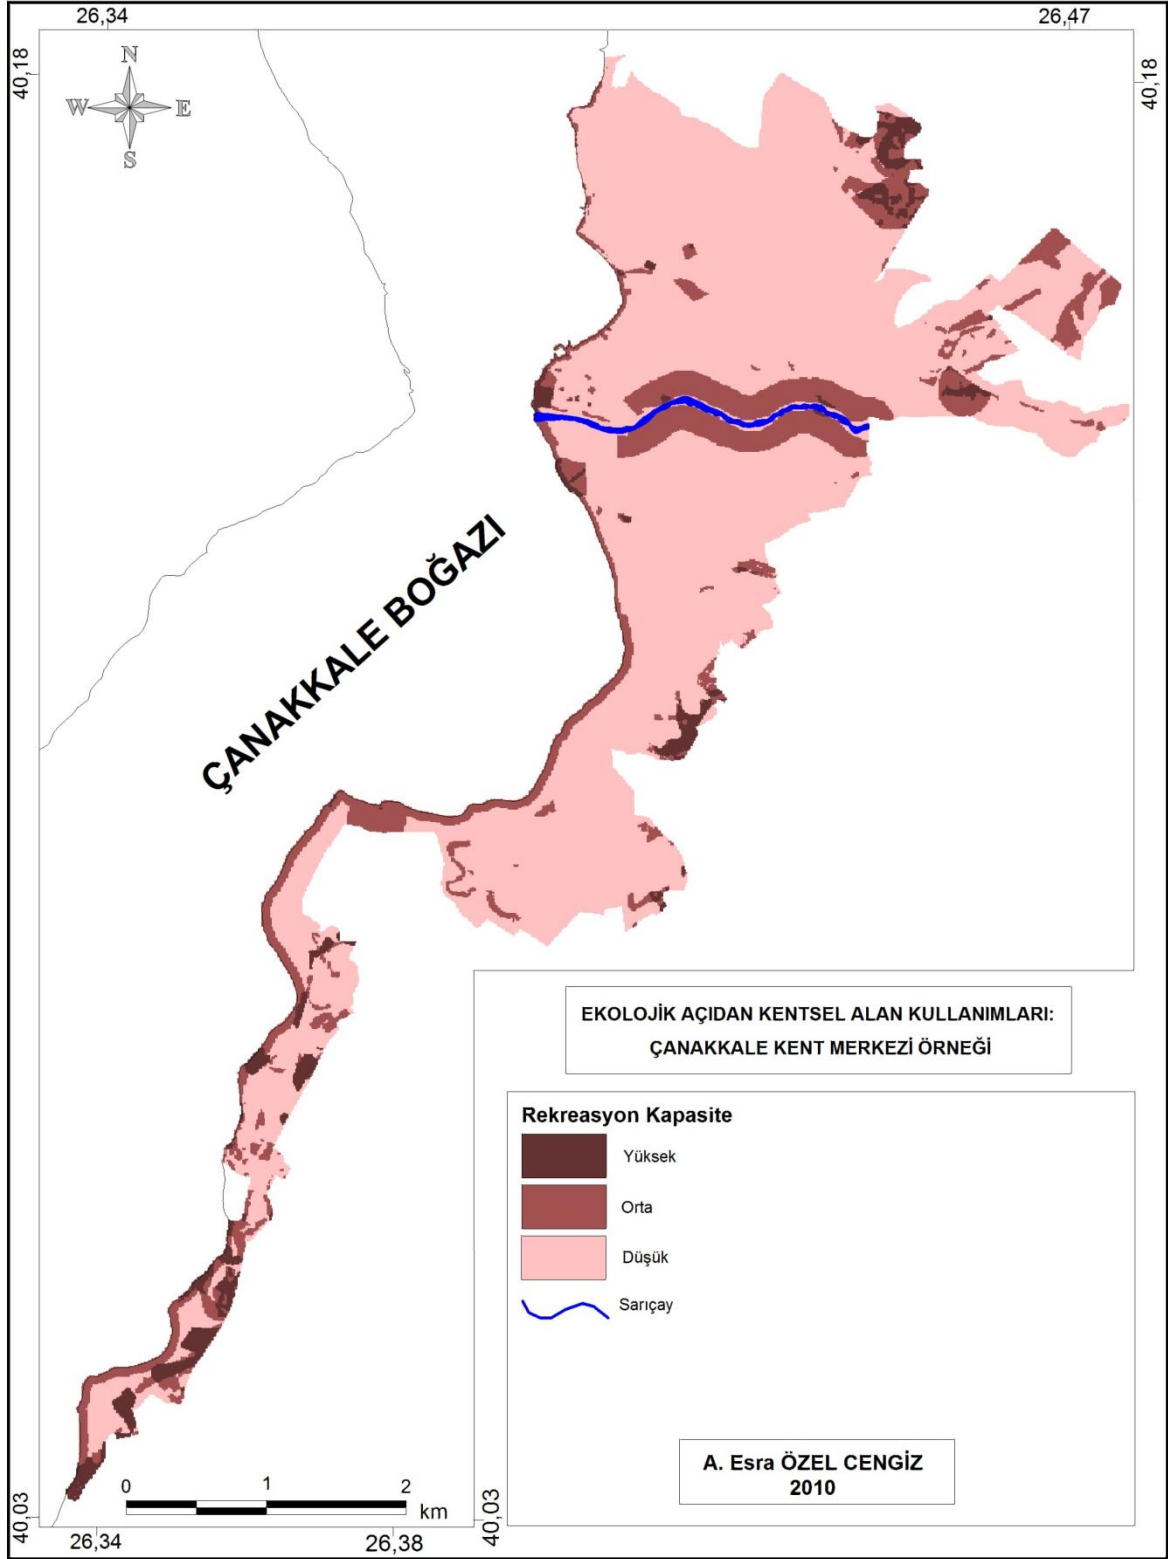 26,34
26,47
40,18
40,18
N
W
E
S
ÇANAKKALE BOĞAZI
EKOLOJİK AÇIDAN KENTSEL ALAN KULLANIMLARI:
ÇANAKKALE KENT MERKEZİ ÖRNEĞİ
Rekreasyon Kapasite
Yüksek
Orta
Düşük
Sarıçay
A. Esra ÖZEL CENGİZ
2010
0 1 2
km
40,03
40,03
26,34
26,38